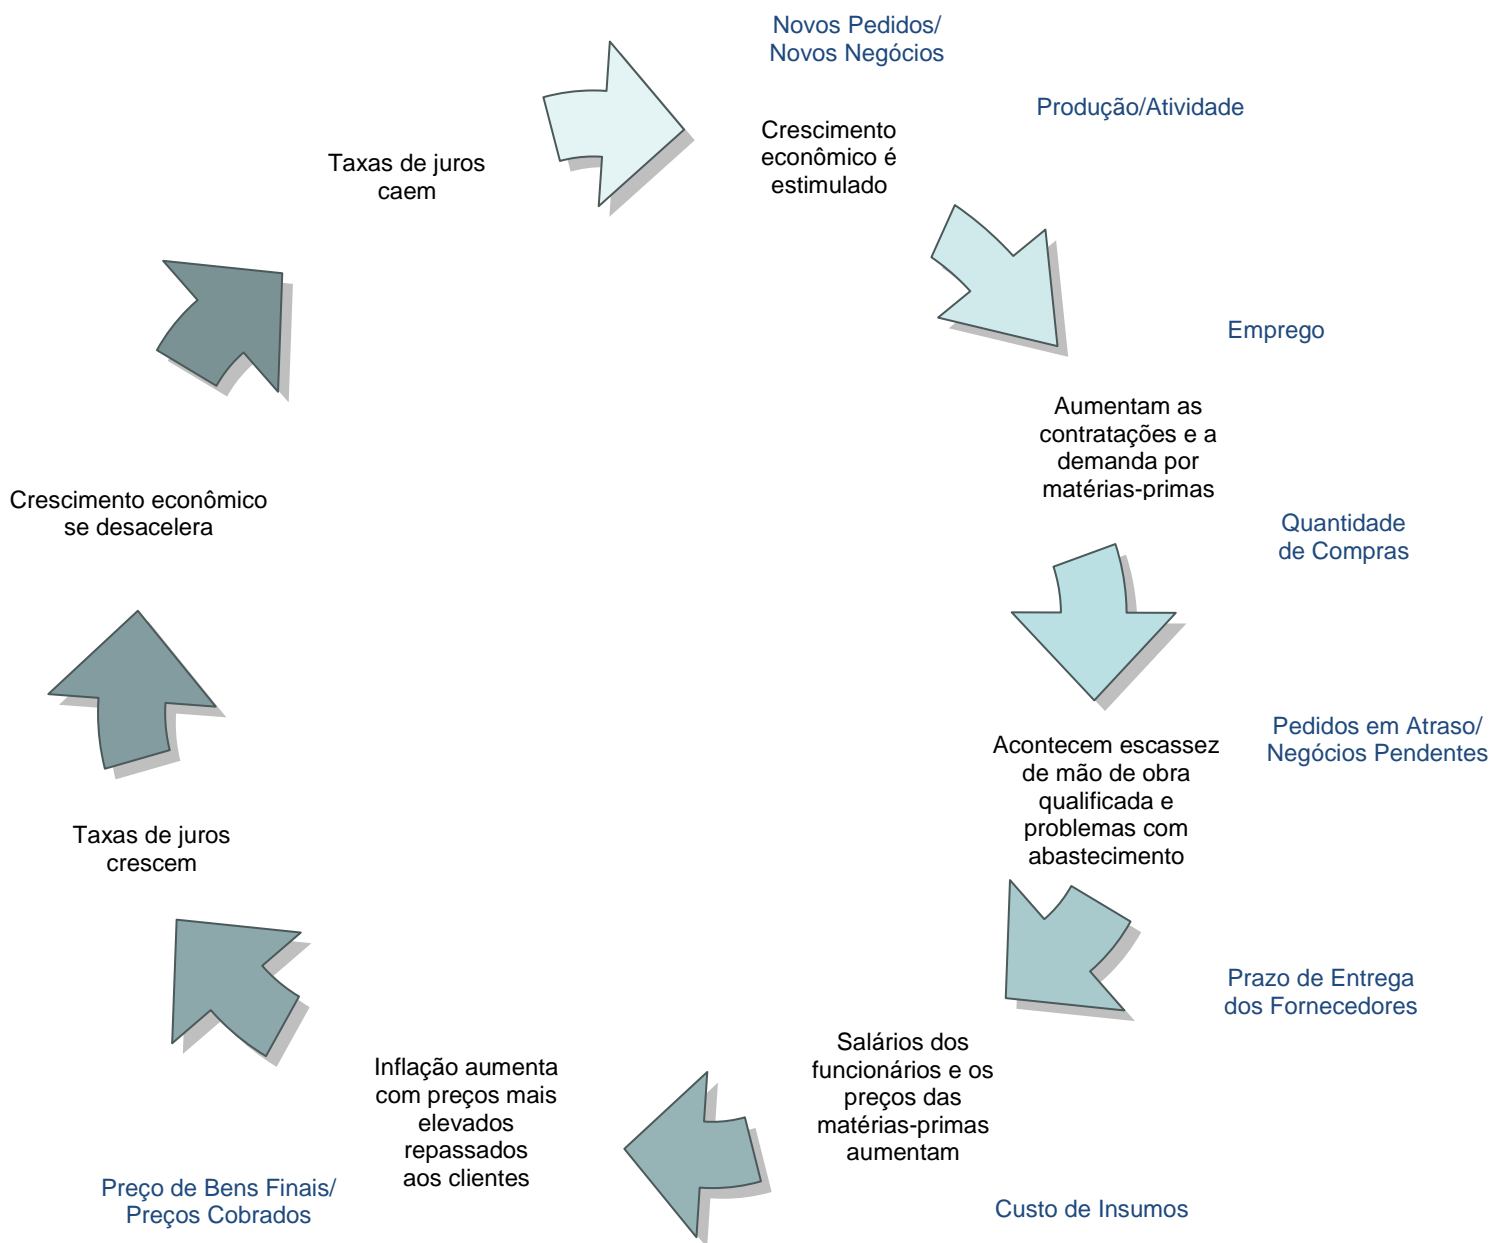 Novos Pedidos/
Novos Negócios
Produção/Atividade
Crescimento
econômico é
estimulado
Taxas de juros
caem
Emprego
Aumentam as
contratações e a
demanda por
matérias-primas
Crescimento econômico
se desacelera
Quantidade
de Compras
Pedidos em Atraso/
Negócios Pendentes
Acontecem escassez
de mão de obra
qualificada e
problemas com
abastecimento
Taxas de juros
crescem
Prazo de Entrega
dos Fornecedores
Salários dos
funcionários e os
preços das
matérias-primas
aumentam
Inflação aumenta
com preços mais
elevados
repassados
aos clientes
Preço de Bens Finais/
Preços Cobrados
Custo de Insumos